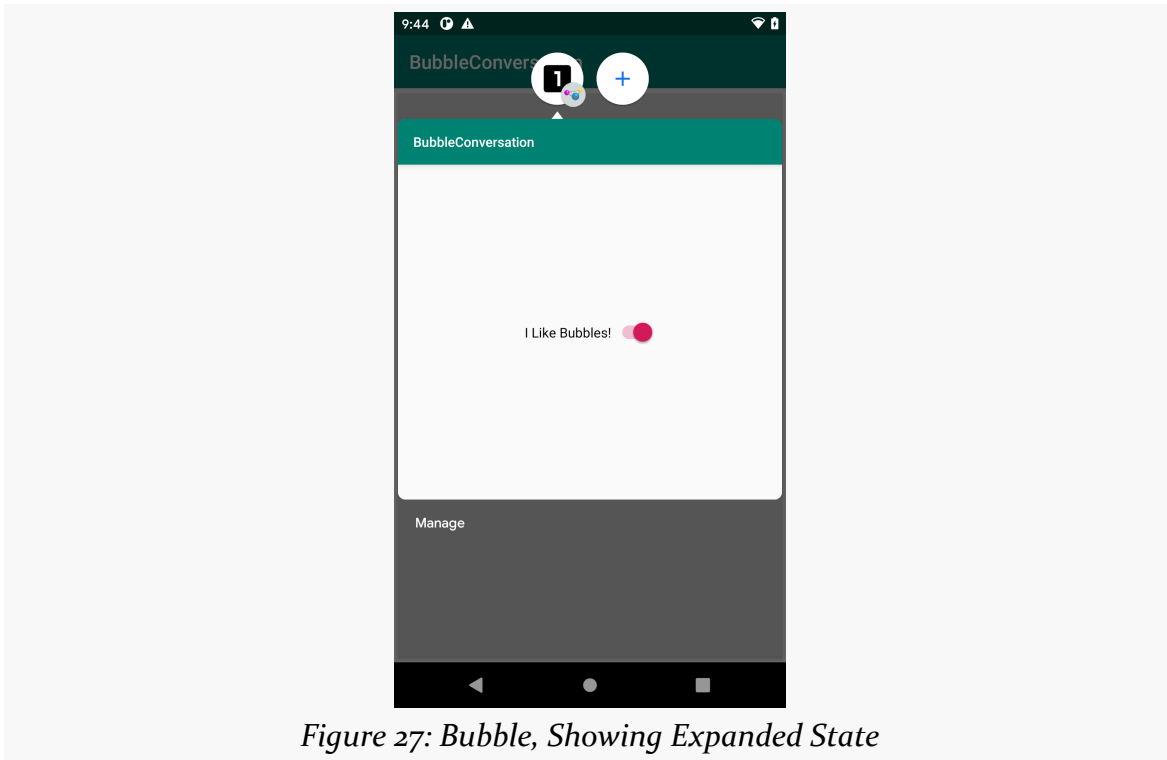 9:44
BubbleConvers
1
+
BubbleConversation
I Like Bubbles!
Manage
Figure 27: Bubble, Showing Expanded State